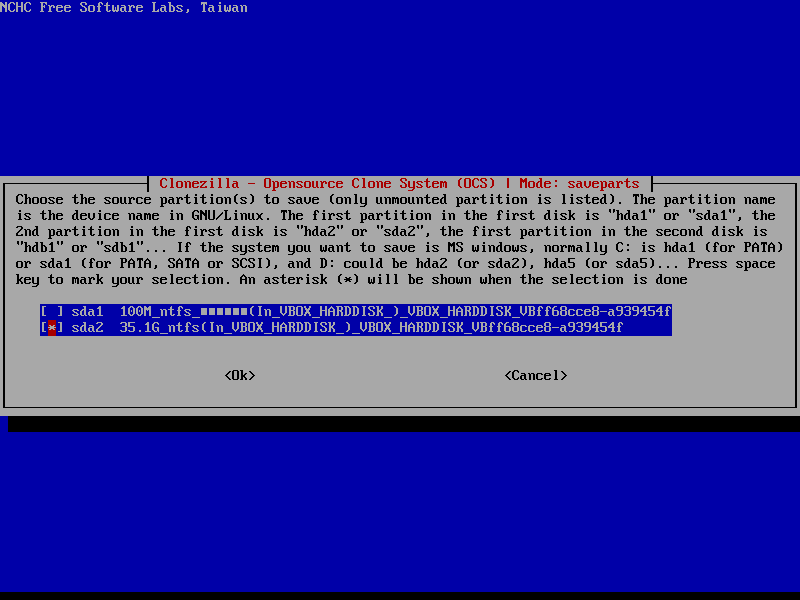 NCHC Free Software Labs, Taiwan
Clonezilla - Opensource Clone System (OCS) | Mode: saveparts
Choose the source partition(s) to save (only unmounted partition is listed). The partition name
is the device name in GNU/Linux. The first partition in the first disk is "hda1" or "sda1", the
2nd partition in the first disk is "hda2" or "sda2", the first partition in the second disk is
"hdb1" or "sdb1"... If the system you want to save is MS windows, normally C: is hda1 (for PATA)
or sda1 (for PATA, SATA or SCSI), and D: could be hda2 (or sda2), hda5 (or sda5)... Press space
key to mark your selection. An asterisk (*) will be shown when the selection is done
[ ] sda1 100M_ntfs_■■■■■■(In_VBOX_HARDDISK_)_VBOX_HARDDISK_VBff68cce8-a939454f
[*] sda2 35.1G_ntfs(In_VBOX_HARDDISK_)_VBOX_HARDDISK_VBff68cce8-a939454f
<Ok> <Cancel>